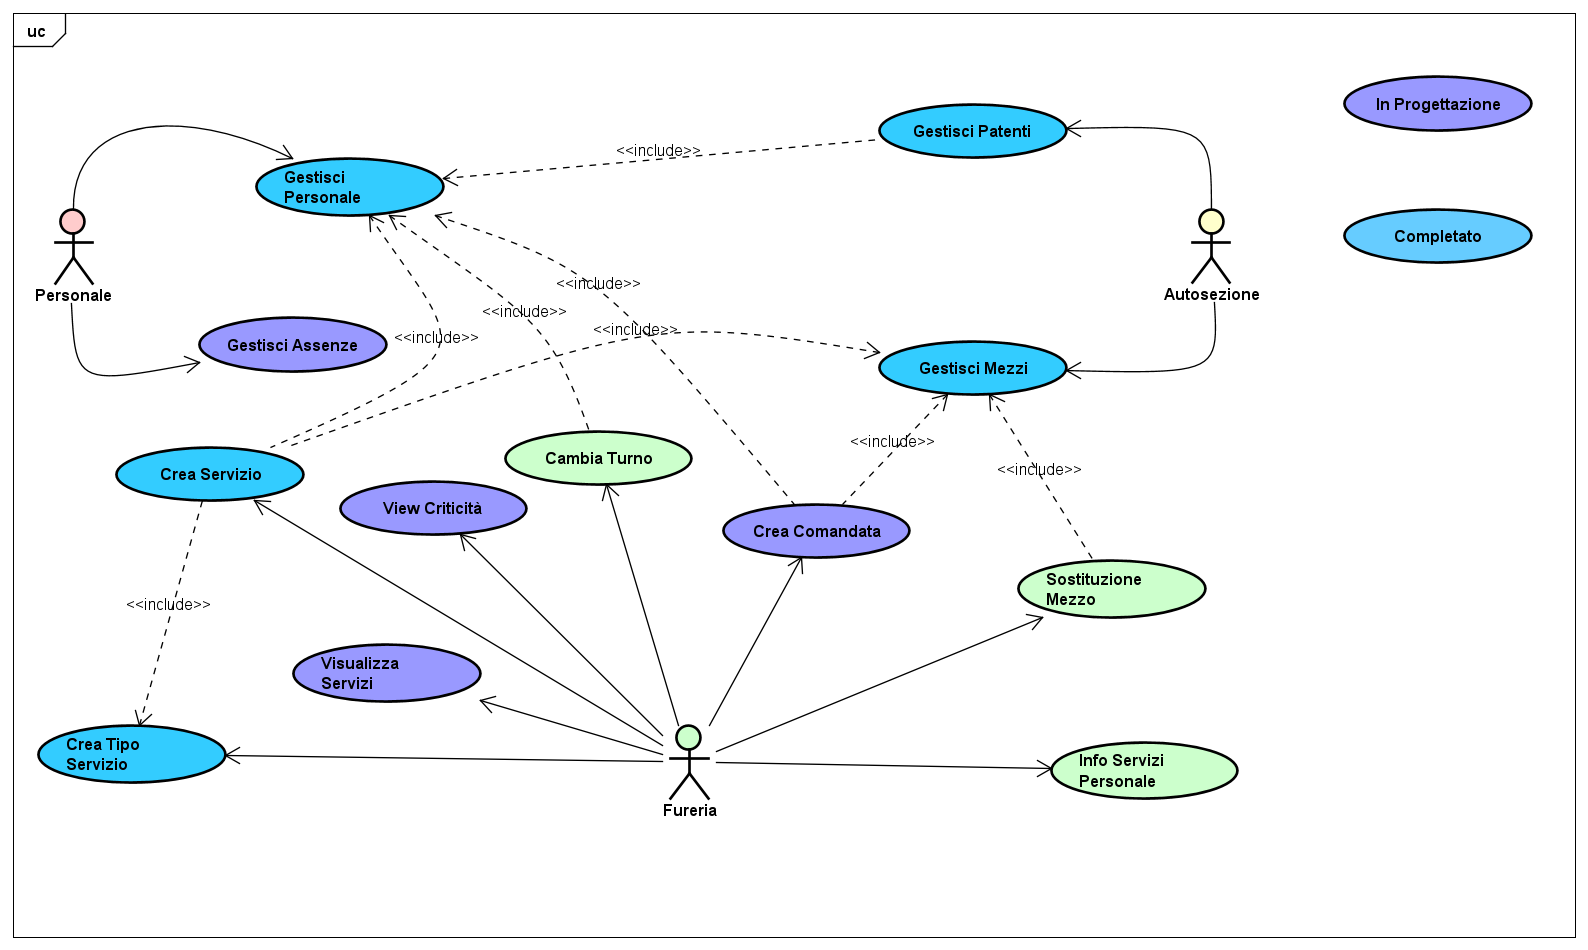 uc
In Progettazione
Gestisci Patenti
<<include>>
Gestisci
Personale
Completato
Personale
Autosezione
<<include>>
<<include>>
<<include>>
<<include>>
Gestisci Assenze
Gestisci Mezzi
<<include>>
Cambia Turno
<<include>>
Crea Servizio
View Criticità
Crea Comandata
Sostituzione
Mezzo
<<include>>
Visualizza
Servizi
Crea Tipo
Servizio
Info Servizi
Personale
Fureria